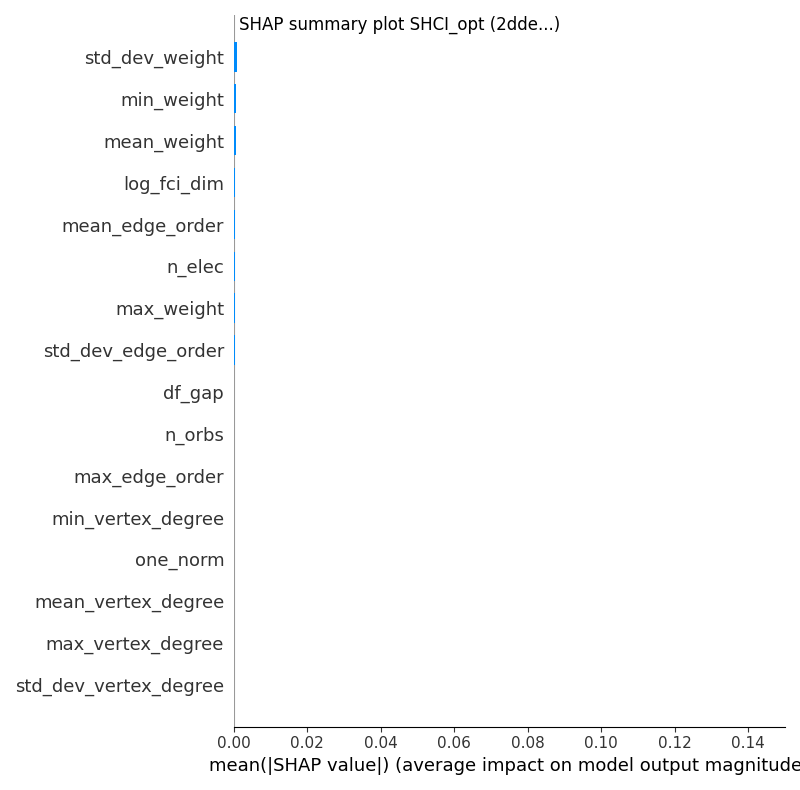 SHAP summary plot SHCI_opt (2dde...)
std_dev_weight
min_weight
mean_weight
log_fci_dim
mean_edge_order
n_elec
max_weight
std_dev_edge_order
df_gap
n_orbs
max_edge_order
min_vertex_degree
one_norm
mean_vertex_degree
max_vertex_degree
std_dev_vertex_degree
0.00 0.02 0.04 0.06 0.08 0.10 0.12 0.14
mean(|SHAP value|) (average impact on model output magnitude